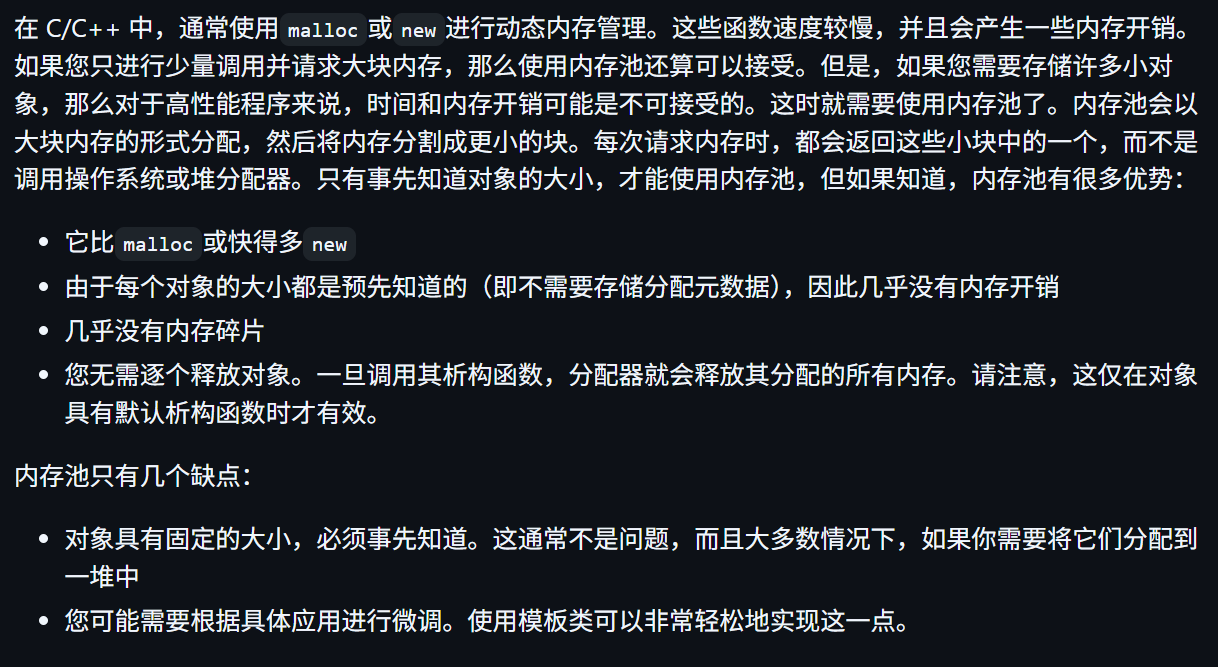 在 C/C++ 中，通常使用malloc或new进行动态内存管理。这些函数速度较慢，并且会产生一些内存开销。
如果您只进行少量调用并请求大块内存，那么使用内存池还算可以接受。但是，如果您需要存储许多小对
象，那么对于高性能程序来说，时间和内存开销可能是不可接受的。这时就需要使用内存池了。内存池会以
大块内存的形式分配，然后将内存分割成更小的块。每次请求内存时，都会返回这些小块中的一个，而不是
调用操作系统或堆分配器。只有事先知道对象的大小，才能使用内存池，但如果知道，内存池有很多优势：
• 它比malloc或快得多new
• 由于每个对象的大小都是预先知道的（即不需要存储分配元数据），因此几乎没有内存开销
• 几乎没有内存碎片
• 您无需逐个释放对象。一旦调用其析构函数，分配器就会释放其分配的所有内存。请注意，这仅在对象
具有默认析构函数时才有效。
内存池只有几个缺点：
• 对象具有固定的大小，必须事先知道。这通常不是问题，而且大多数情况下，如果你需要将它们分配到
一堆中
• 您可能需要根据具体应用进行微调。使用模板类可以非常轻松地实现这一点。